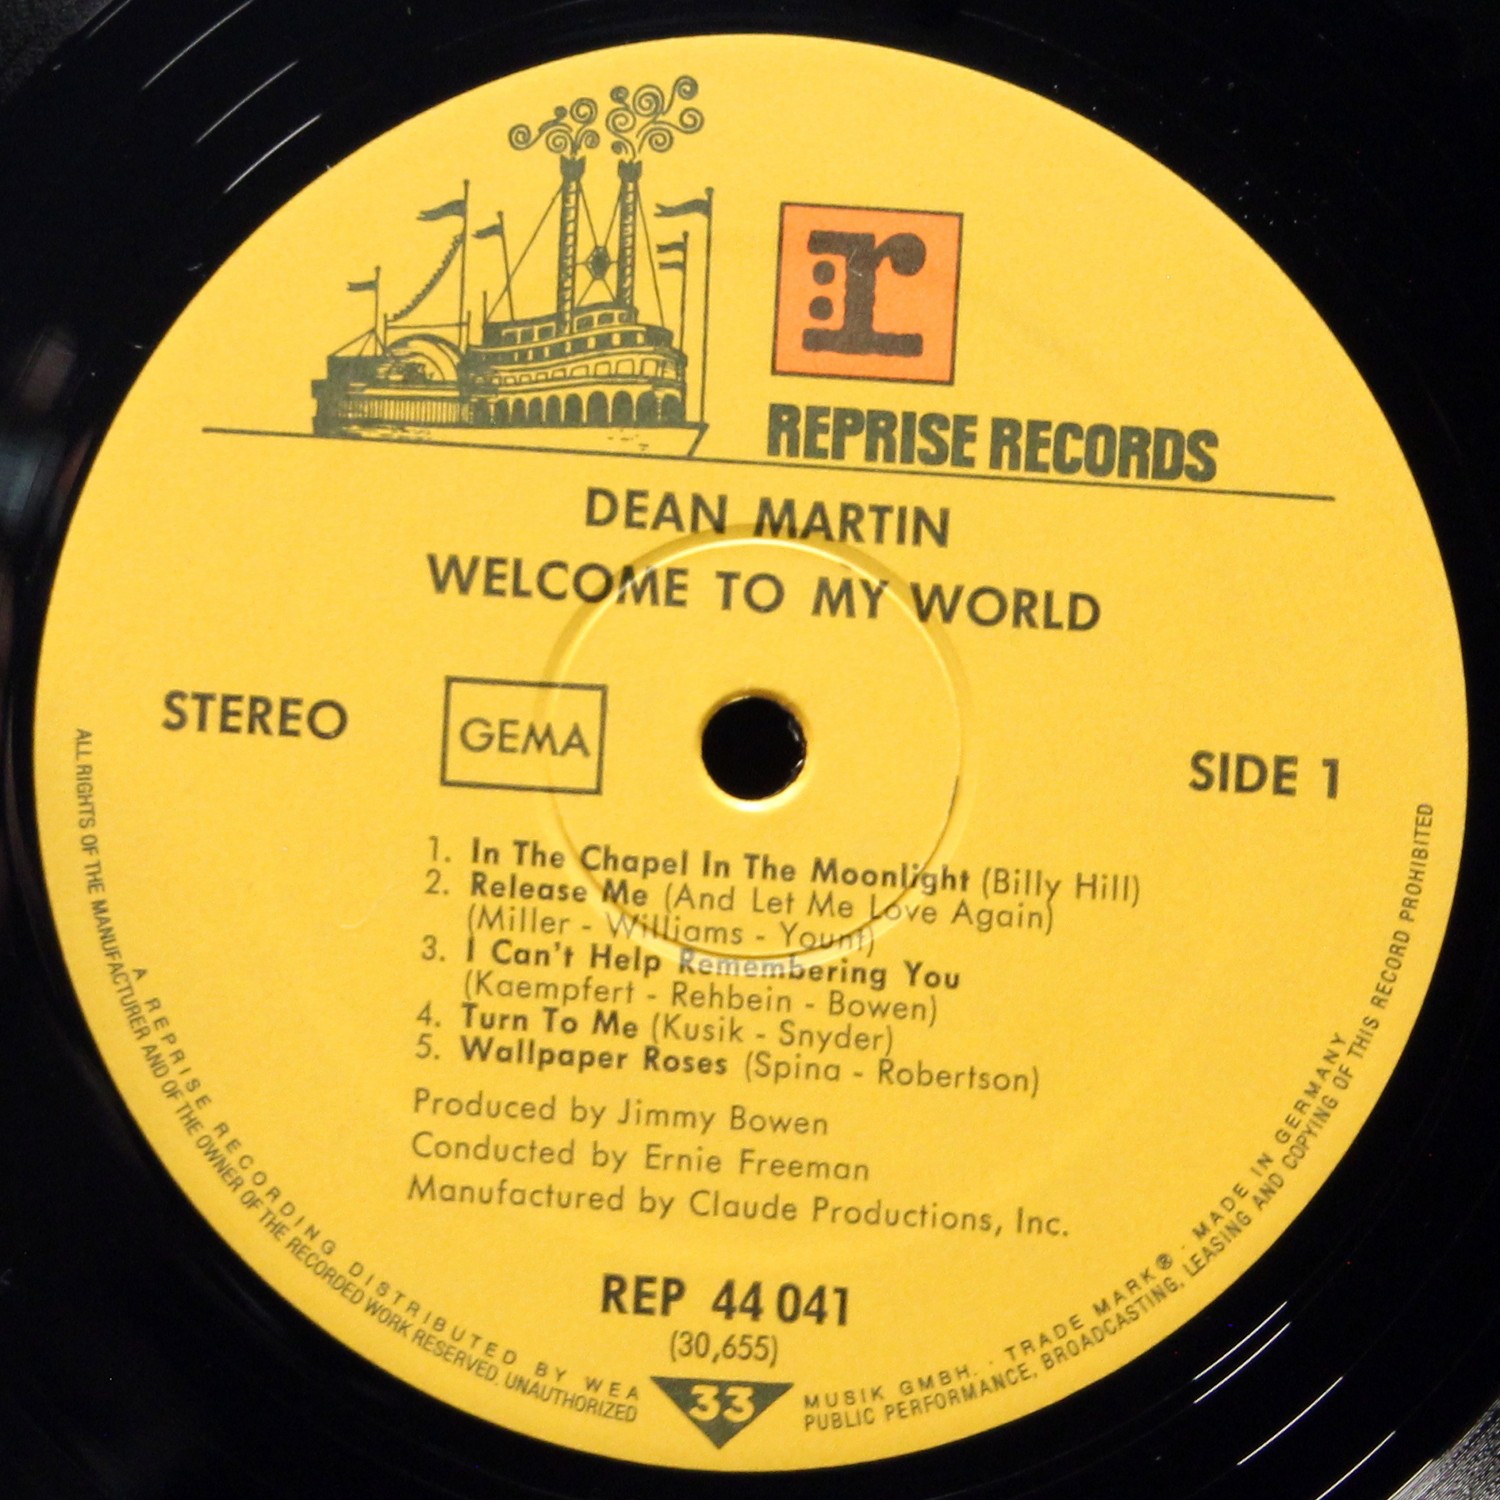 r:
REPRISE RECORDS
DEAN MARTIN
WELCOME TO MY WORLD
STEREO
GEMA
SIDE 1
1. In The Chapel In The Moonlight (Billy Hill)
2. Release Me (And Let Me Love Again)
(Miller - Williams - Yount)
3. I Can't Help Remembering You
(Kaempfert - Rehbein - Bowen)
4. Turn To Me (Kusik - Snyder)
5. Wallpaper Roses (Spina - Robertson)
Produced by Jimmy Bowen
Conducted by Ernie Freeman
Manufactured by Claude Productions, Inc.
REP 44 041
(30,655)
33
A REPRISE RECORDING DISTRIBUTED BY WEA MUSIK GMBH. · TRADE MARK ® · MADE IN GERMANY
ALL RIGHTS OF THE MANUFACTURER AND OF THE OWNER OF THE RECORDED WORK RESERVED. UNAUTHORIZED PUBLIC PERFORMANCE, BROADCASTING, LEASING AND COPYING OF THIS RECORD PROHIBITED